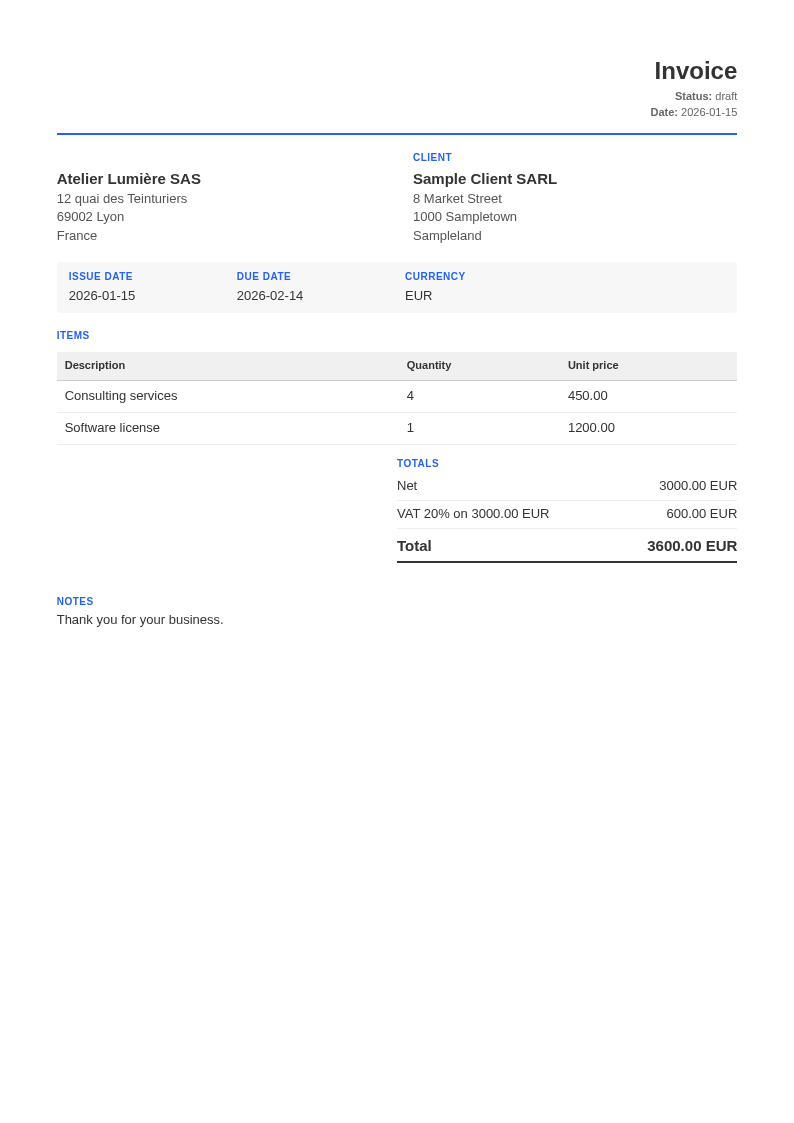 Invoice
Status: draft
Date: 2026-01-15
CLIENT
Atelier Lumière SAS
12 quai des Teinturiers
69002 Lyon
France
Sample Client SARL
8 Market Street
1000 Sampletown
Sampleland
ISSUE DATE DUE DATE CURRENCY
2026-01-15 2026-02-14 EUR
ITEMS
Description Quantity Unit price
Consulting services 4 450.00
Software license 1 1200.00
TOTALS
Net 3000.00 EUR
VAT 20% on 3000.00 EUR 600.00 EUR
Total 3600.00 EUR
NOTES
Thank you for your business.